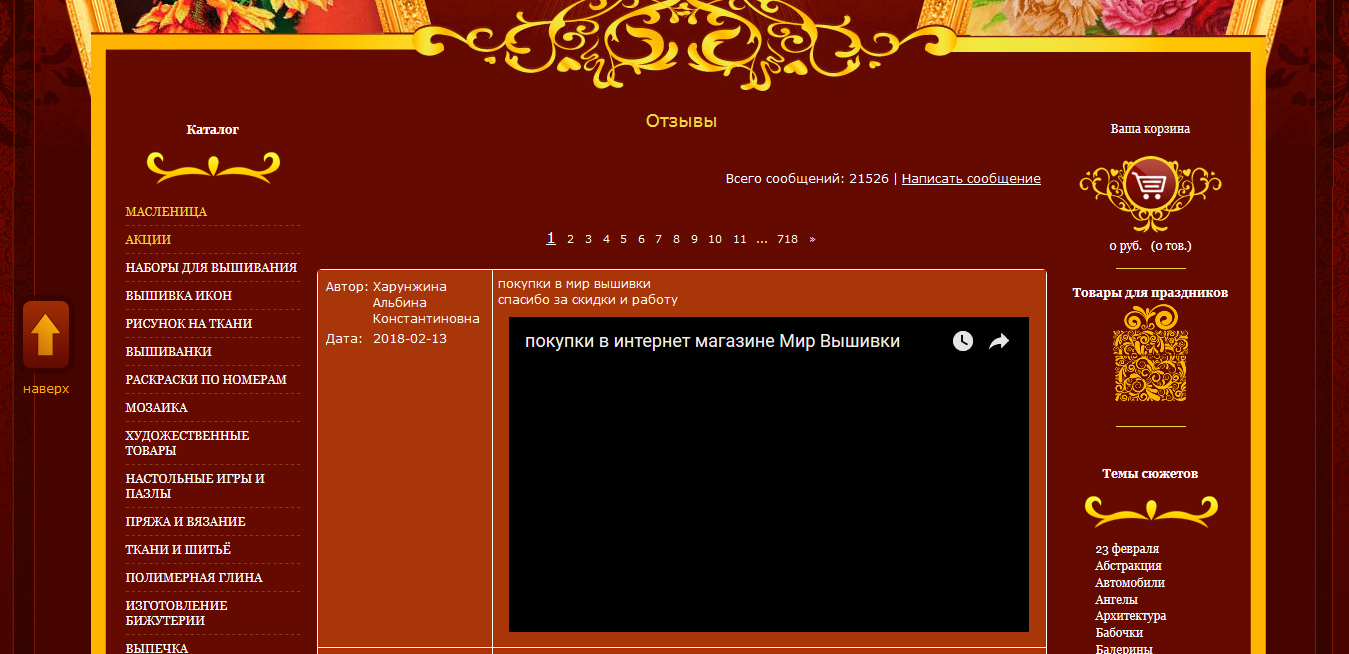 Каталог
МАСЛЕНИЦА
АКЦИИ
НАБОРЫ ДЛЯ ВЫШИВАНИЯ
ВЫШИВКА ИКОН
РИСУНОК НА ТКАНИ
ВЫШИВАНКИ
РАСКРАСКИ ПО НОМЕРАМ
МОЗАИКА
ХУДОЖЕСТВЕННЫЕ
ТОВАРЫ
НАСТОЛЬНЫЕ ИГРЫ И
ПАЗЛЫ
ПРЯЖА И ВЯЗАНИЕ
ТКАНИ И ШИТЬЁ
ПОЛИМЕРНАЯ ГЛИНА
ИЗГОТОВЛЕНИЕ
БИЖУТЕРИИ
ВЫПЕЧКА
наверх
Отзывы
Всего сообщений: 21526 | Написать сообщение
1 2 3 4 5 6 7 8 9 10 11 ... 718 »
Автор: Харунжина
Альбина
Константиновна
Дата: 2018-02-13
покупки в мир вышивки
спасибо за скидки и работу
покупки в интернет магазине Мир Вышивки
Ваша корзина
0 руб. (0 тов.)
Товары для праздников
Темы сюжетов
23 февраля
Абстракция
Автомобили
Ангелы
Архитектура
Бабочки
Балерины